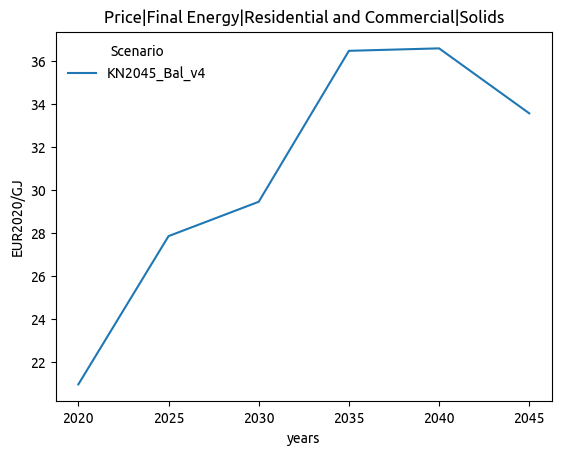 Price|Final Energy|Residential and Commercial|Solids
Scenario
KN2045_Bal_v4
EUR2020/GJ
36
34
32
30
28
26
24
22
2020 2025 2030 2035 2040 2045
years